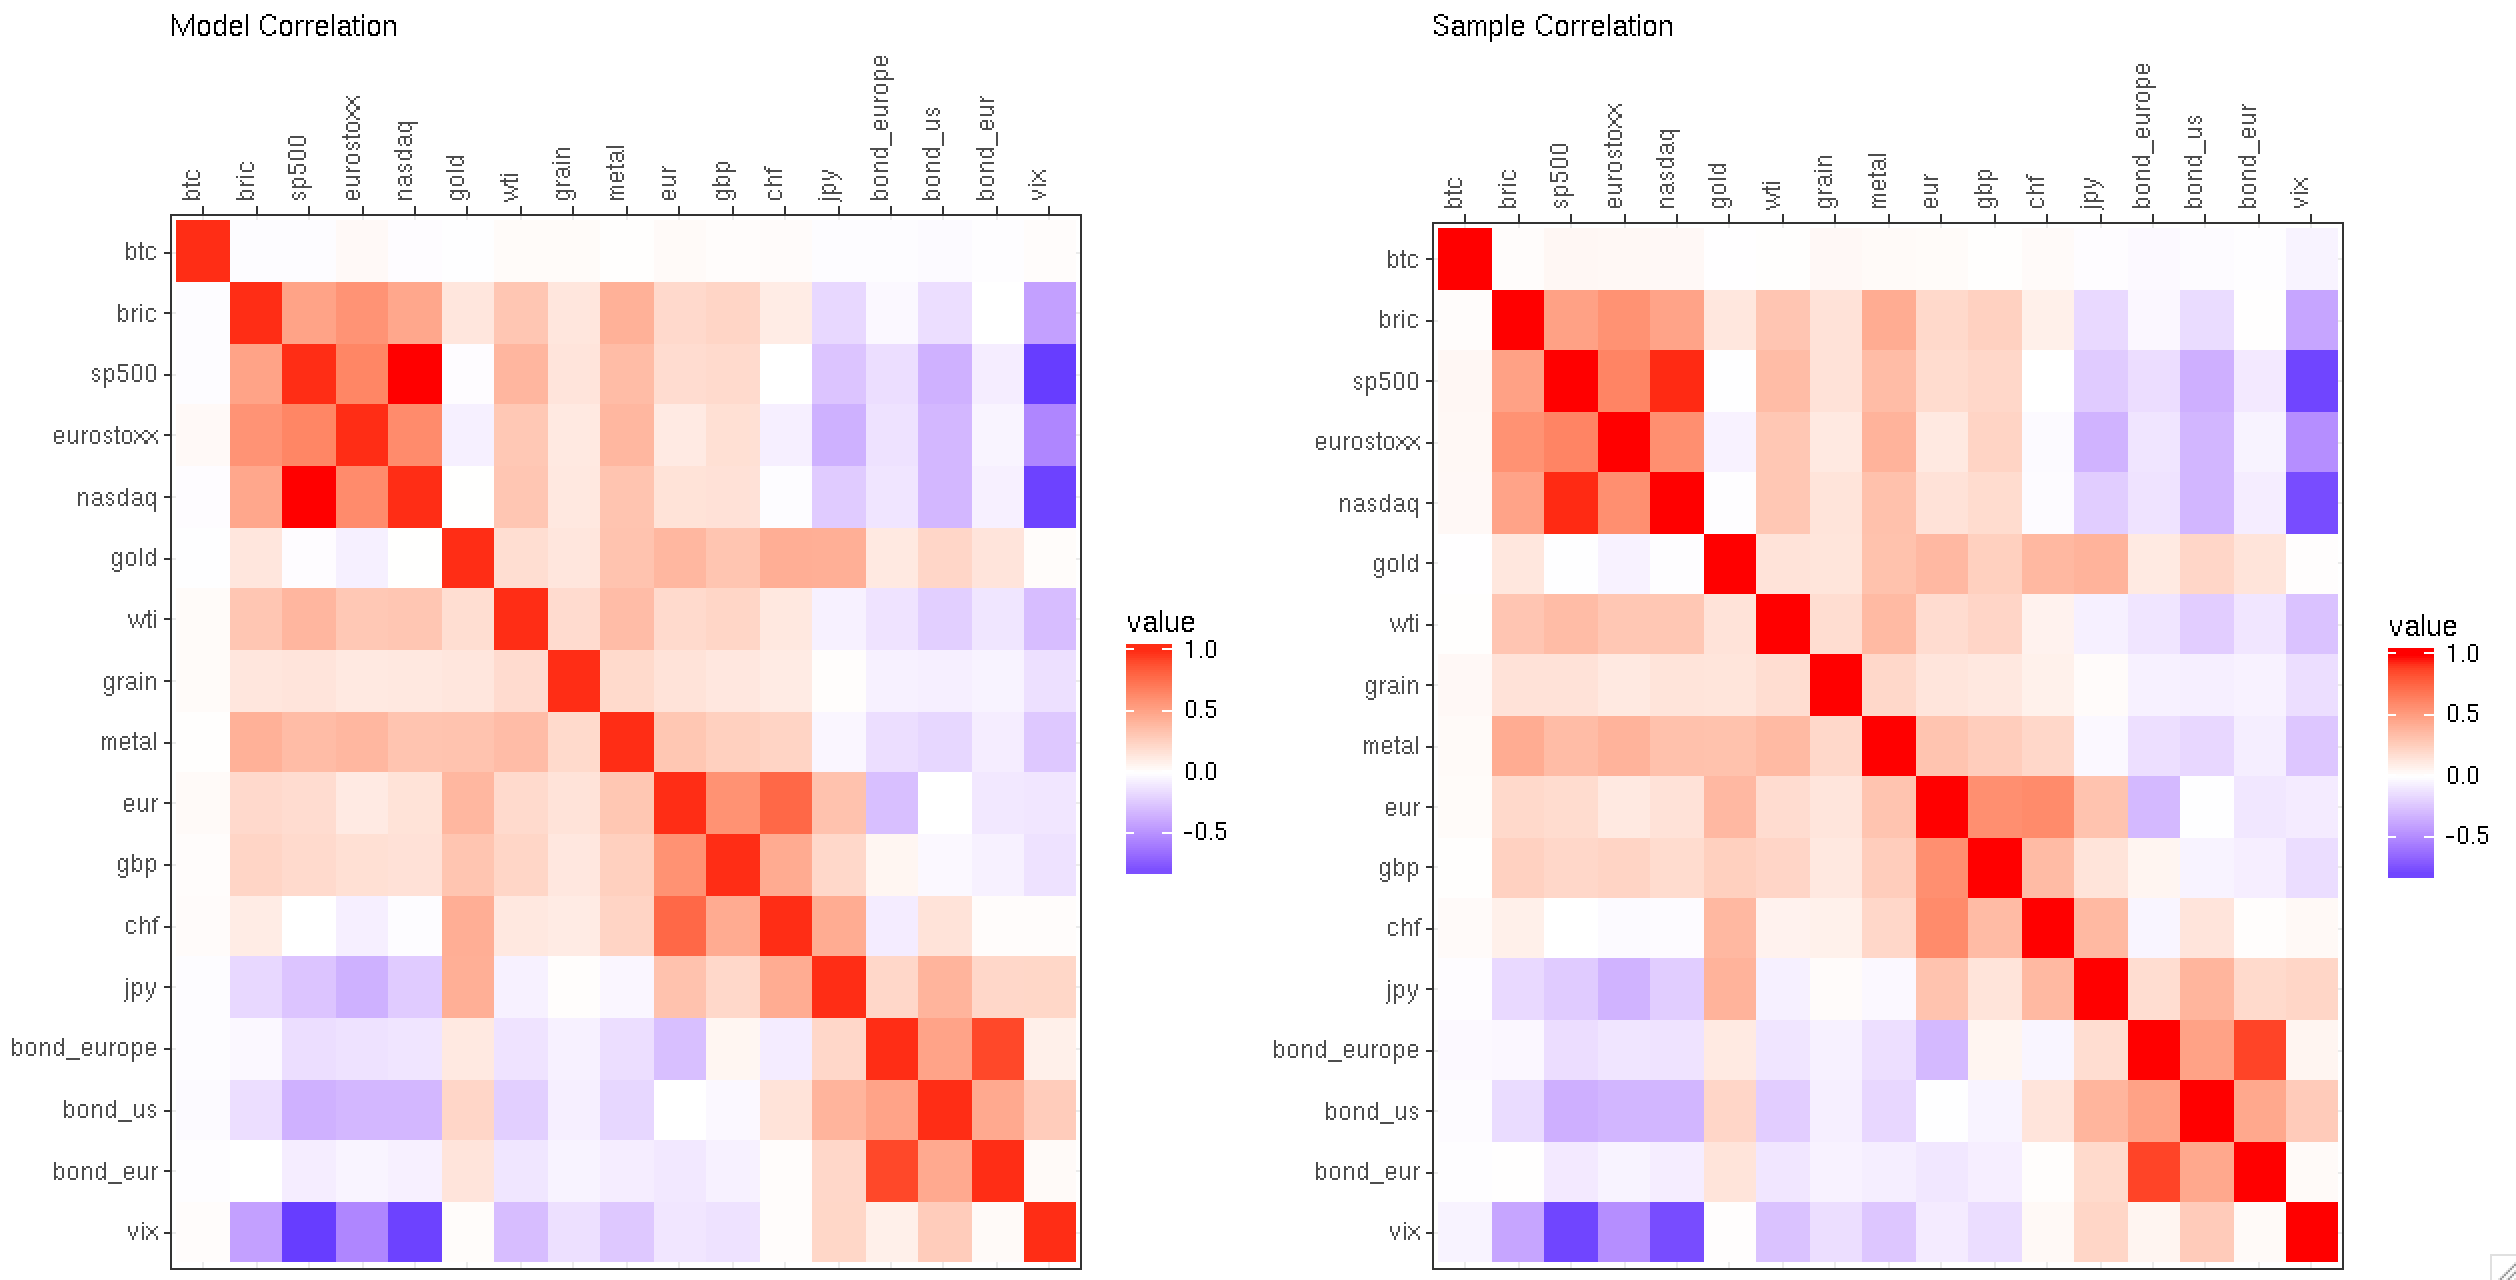 Model Correlation
btc
bric
sp500
eurostoxx
nasdaq
gold
wti
grain
metal
eur
gbp
chf
jpy
bond_europe
bond_us
bond_eur
vix
btc
bric
sp500
eurostoxx
nasdaq
gold
wti
grain
metal
eur
gbp
chf
jpy
bond_europe
bond_us
bond_eur
vix
value
1.0
0.5
0.0
-0.5
Sample Correlation
btc
bric
sp500
eurostoxx
nasdaq
gold
wti
grain
metal
eur
gbp
chf
jpy
bond_europe
bond_us
bond_eur
vix
btc
bric
sp500
eurostoxx
nasdaq
gold
wti
grain
metal
eur
gbp
chf
jpy
bond_europe
bond_us
bond_eur
vix
value
1.0
0.5
0.0
-0.5